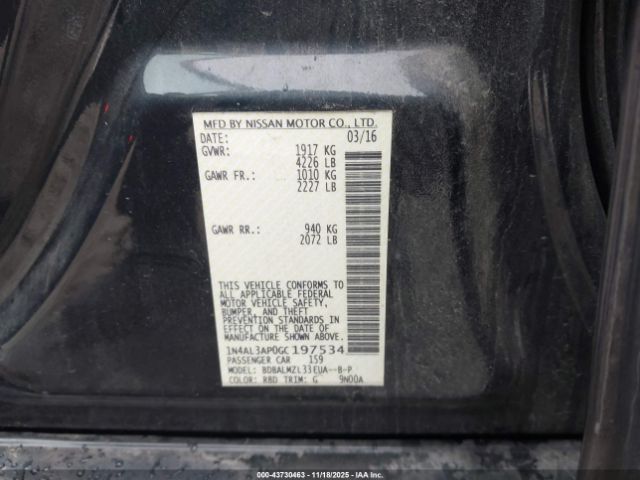 MFD BY NISSAN MOTOR CO., LTD.
DATE: 03/16
GVWR: 1917 KG
4226 LB
GAWR FR.: 1010 KG
2227 LB
GAWR RR.: 940 KG
2072 LB
THIS VEHICLE CONFORMS TO
ALL APPLICABLE FEDERAL
MOTOR VEHICLE SAFETY,
BUMPER, AND THEFT
PREVENTION STANDARDS
IN EFFECT ON THE DATE OF
MANUFACTURE SHOWN ABOVE.
1N4AL3AP0GC197534
PASSENGER CAR 159
MODEL: BDBALMZL33EUA--B-P
COLOR: RBD TRIM: G 9N00A
000-43730463 - 11/18/2025 - IAAI.COM